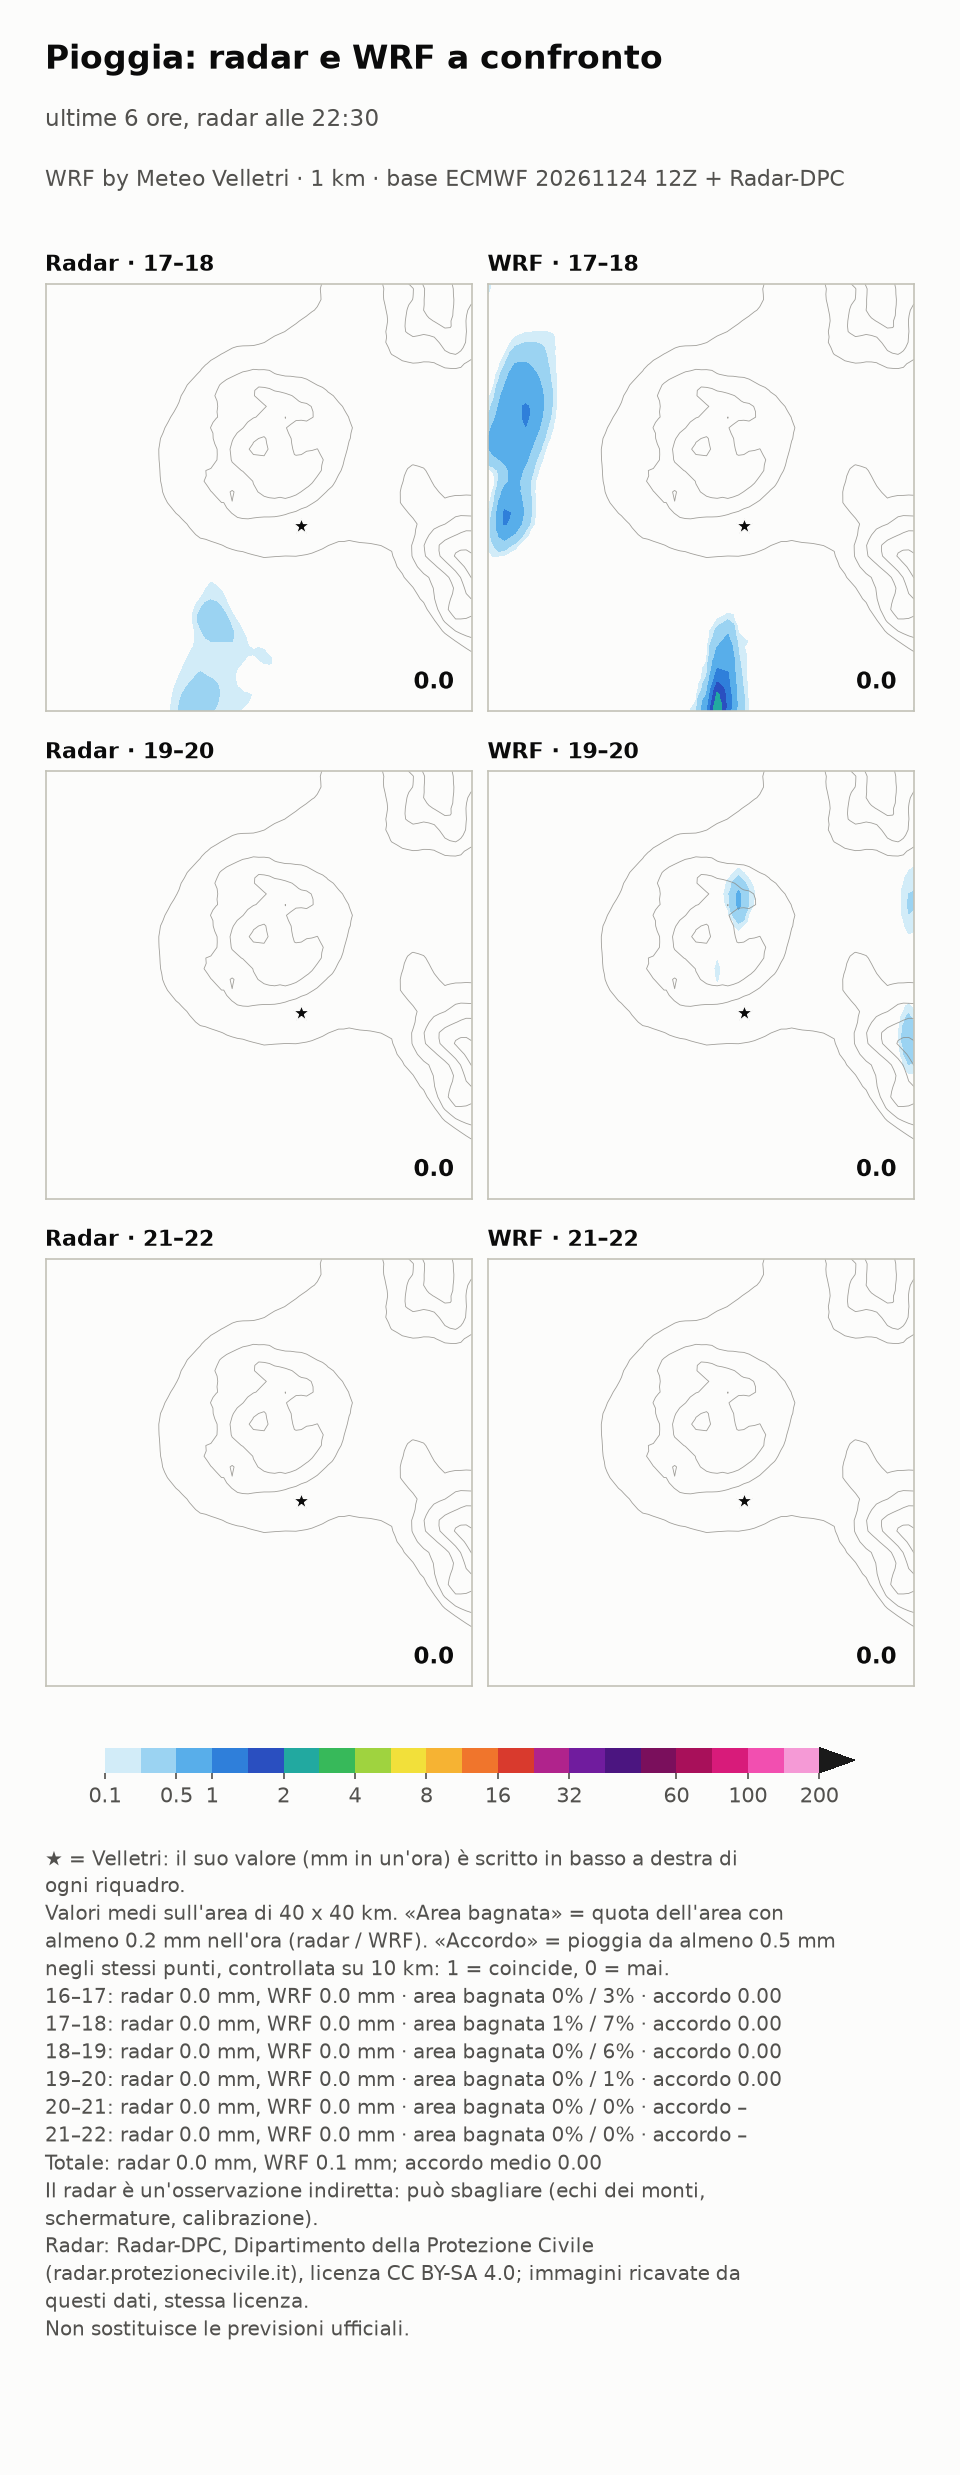 Pioggia: radar e WRF a confronto
ultime 6 ore, radar alle 22:30
WRF by Meteo Velletri · 1 km · base ECMWF 20261124 12Z + Radar-DPC
Radar · 17–18
WRF · 17–18
0.0
0.0
Radar · 19–20
WRF · 19–20
0.0
0.0
Radar · 21–22
WRF · 21–22
0.0
0.0
0.1 0.5 1 2 4 8 16 32 60 100 200
★ = Velletri: il suo valore (mm in un'ora) è scritto in basso a destra di
ogni riquadro.
Valori medi sull'area di 40 x 40 km. «Area bagnata» = quota dell'area con
almeno 0.2 mm nell'ora (radar / WRF). «Accordo» = pioggia da almeno 0.5 mm
negli stessi punti, controllata su 10 km: 1 = coincide, 0 = mai.
16–17: radar 0.0 mm, WRF 0.0 mm · area bagnata 0% / 3% · accordo 0.00
17–18: radar 0.0 mm, WRF 0.0 mm · area bagnata 1% / 7% · accordo 0.00
18–19: radar 0.0 mm, WRF 0.0 mm · area bagnata 0% / 6% · accordo 0.00
19–20: radar 0.0 mm, WRF 0.0 mm · area bagnata 0% / 1% · accordo 0.00
20–21: radar 0.0 mm, WRF 0.0 mm · area bagnata 0% / 0% · accordo –
21–22: radar 0.0 mm, WRF 0.0 mm · area bagnata 0% / 0% · accordo –
Totale: radar 0.0 mm, WRF 0.1 mm; accordo medio 0.00
Il radar è un'osservazione indiretta: può sbagliare (echi dei monti,
schermature, calibrazione).
Radar: Radar-DPC, Dipartimento della Protezione Civile
(radar.protezionecivile.it), licenza CC BY-SA 4.0; immagini ricavate da
questi dati, stessa licenza.
Non sostituisce le previsioni ufficiali.